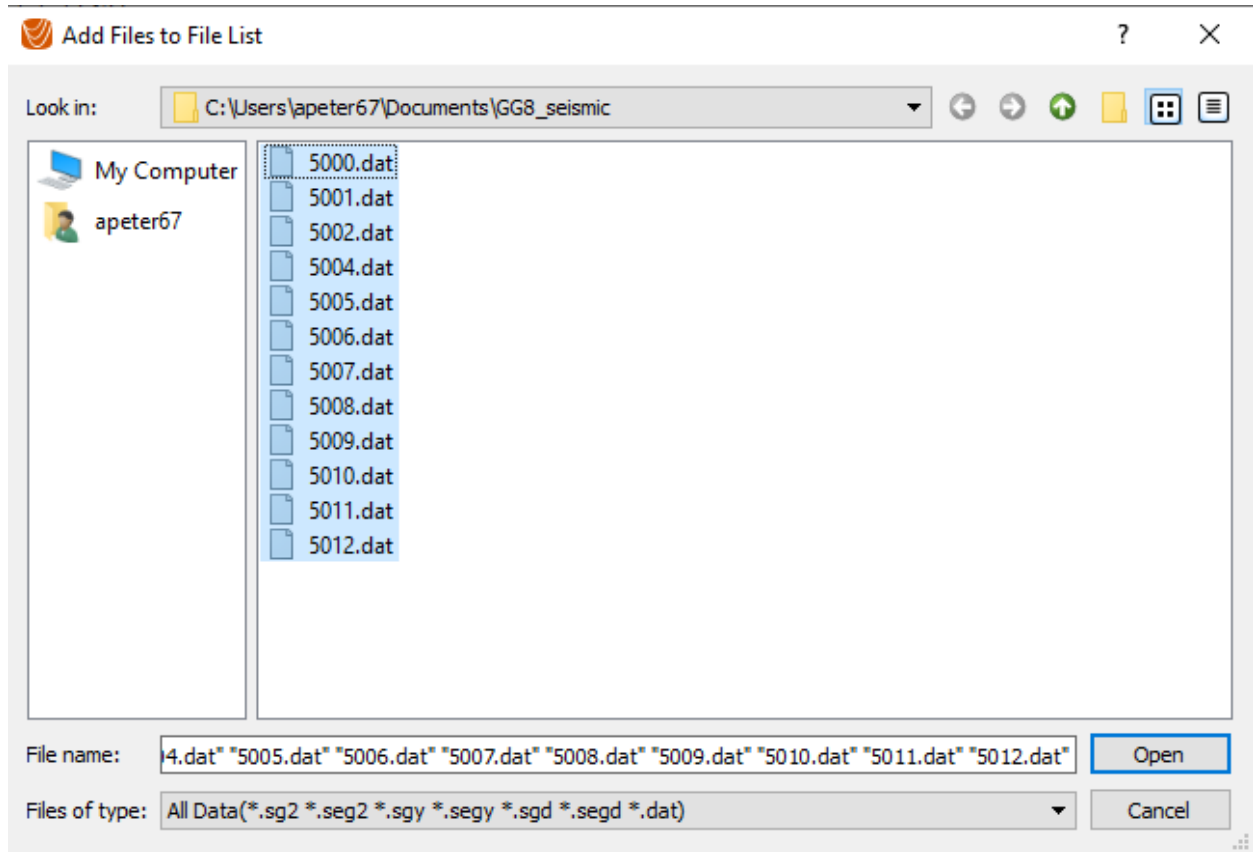 Add Files to File List
?
Look in:
C:\Users\apeter67\Documents\GG8_seismic
My Computer
apeter67
5000.dat
5001.dat
5002.dat
5004.dat
5005.dat
5006.dat
5007.dat
5008.dat
5009.dat
5010.dat
5011.dat
5012.dat
File name:
4.dat" "5005.dat" "5006.dat" "5007.dat" "5008.dat" "5009.dat" "5010.dat" "5011.dat" "5012.dat"
Open
Files of type:
All Data(*.sg2 *.seg2 *.sgy *.segy *.sgd *.segd *.dat)
Cancel